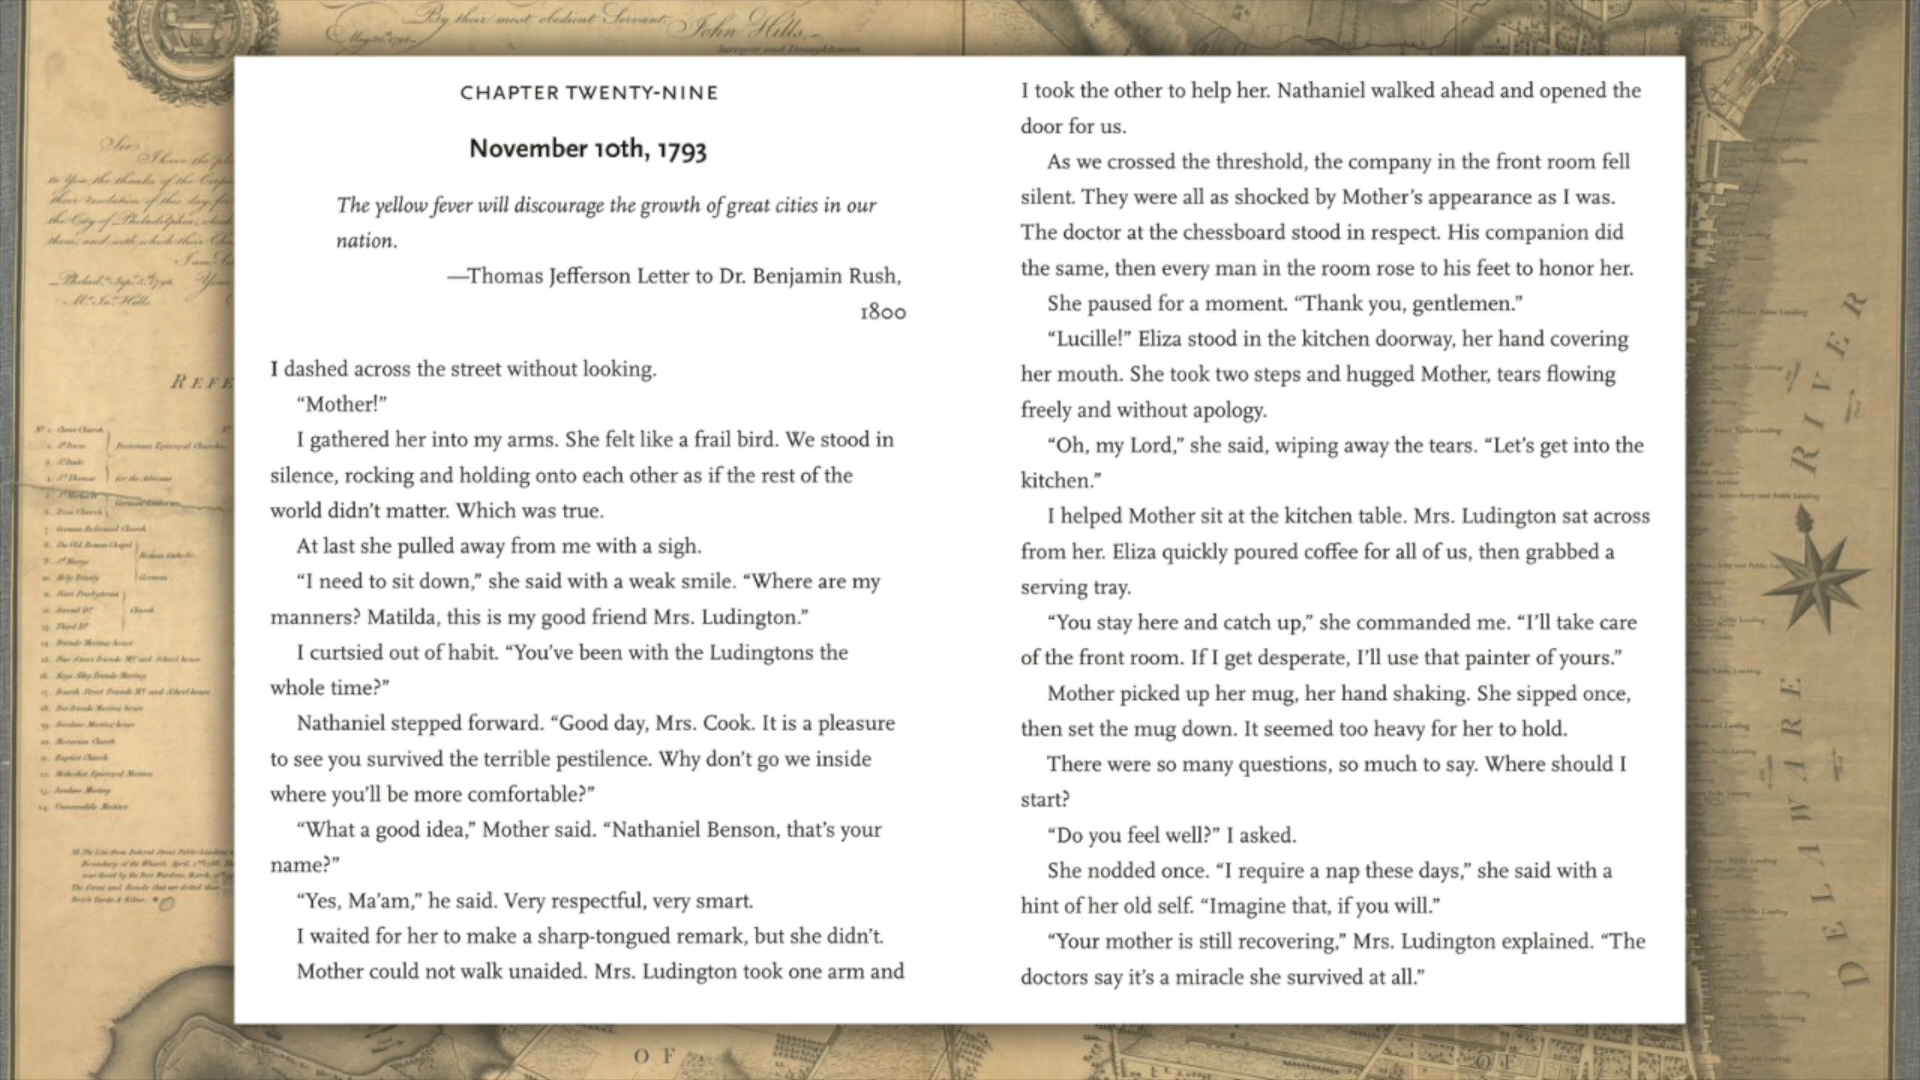 By their most obedient Servant,
John Hills,
Surveyor and Draughtsman
CHAPTER TWENTY-NINE
November 10th, 1793
The yellow fever will discourage the growth of great cities in our
nation.
—Thomas Jefferson Letter to Dr. Benjamin Rush,
1800
I dashed across the street without looking.
“Mother!”
I gathered her into my arms. She felt like a frail bird. We stood in
silence, rocking and holding onto each other as if the rest of the
world didn’t matter. Which was true.
At last she pulled away from me with a sigh.
“I need to sit down,” she said with a weak smile. “Where are my
manners? Matilda, this is my good friend Mrs. Ludington.”
I curtsied out of habit. “You’ve been with the Ludingtons the
whole time?”
Nathaniel stepped forward. “Good day, Mrs. Cook. It is a pleasure
to see you survived the terrible pestilence. Why don’t go we inside
where you’ll be more comfortable?”
“What a good idea,” Mother said. “Nathaniel Benson, that’s your
name?”
“Yes, Ma’am,” he said. Very respectful, very smart.
I waited for her to make a sharp-tongued remark, but she didn’t.
Mother could not walk unaided. Mrs. Ludington took one arm and
I took the other to help her. Nathaniel walked ahead and opened the
door for us.
As we crossed the threshold, the company in the front room fell
silent. They were all as shocked by Mother’s appearance as I was.
The doctor at the chessboard stood in respect. His companion did
the same, then every man in the room rose to his feet to honor her.
She paused for a moment. “Thank you, gentlemen.”
“Lucille!” Eliza stood in the kitchen doorway, her hand covering
her mouth. She took two steps and hugged Mother, tears flowing
freely and without apology.
“Oh, my Lord,” she said, wiping away the tears. “Let’s get into the
kitchen.”
I helped Mother sit at the kitchen table. Mrs. Ludington sat across
from her. Eliza quickly poured coffee for all of us, then grabbed a
serving tray.
“You stay here and catch up,” she commanded me. “I’ll take care
of the front room. If I get desperate, I’ll use that painter of yours.”
Mother picked up her mug, her hand shaking. She sipped once,
then set the mug down. It seemed too heavy for her to hold.
There were so many questions, so much to say. Where should I
start?
“Do you feel well?” I asked.
She nodded once. “I require a nap these days,” she said with a
hint of her old self. “Imagine that, if you will.”
“Your mother is still recovering,” Mrs. Ludington explained. “The
doctors say it’s a miracle she survived at all.”
DELAWARE RIVER
OF
OF